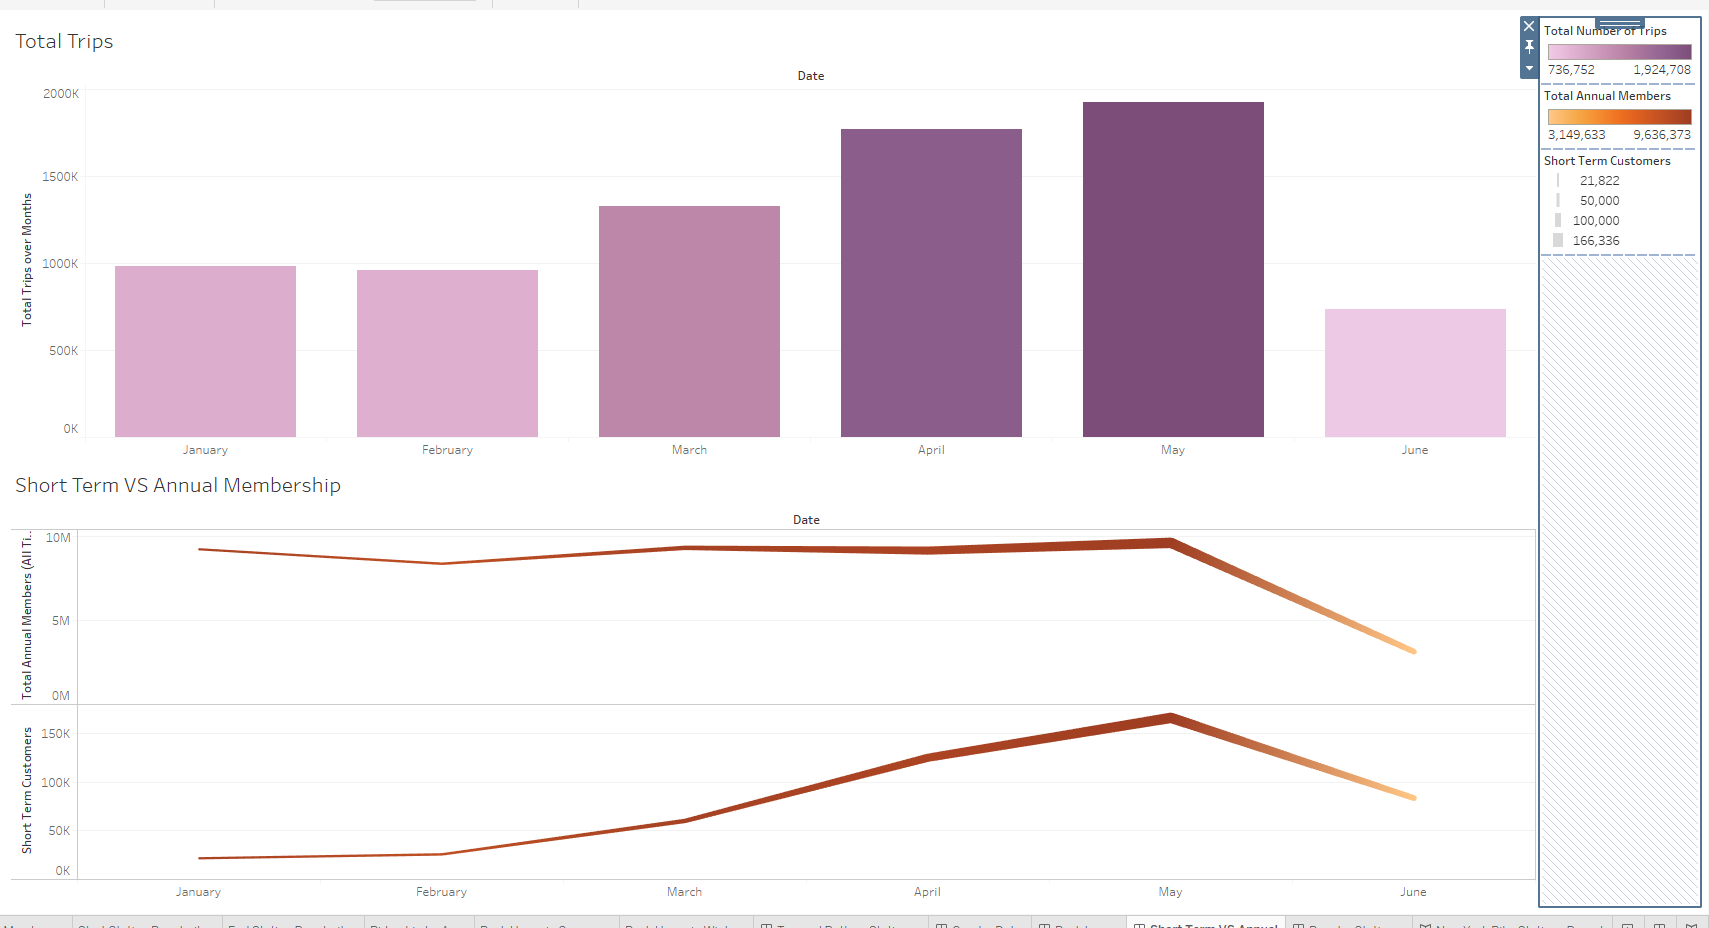 Total Trips
Date
2000K
1500K
1000K
500K
0K
Total Trips over Months
January February March April May June
Short Term VS Annual Membership
Date
10M
5M
0M
Total Annual Members (All Ti..
150K
100K
50K
0K
Short Term Customers
January February March April May June
Total Number of Trips
736,752 1,924,708
Total Annual Members
3,149,633 9,636,373
Short Term Customers
21,822
50,000
100,000
166,336
Short Term VS Annual